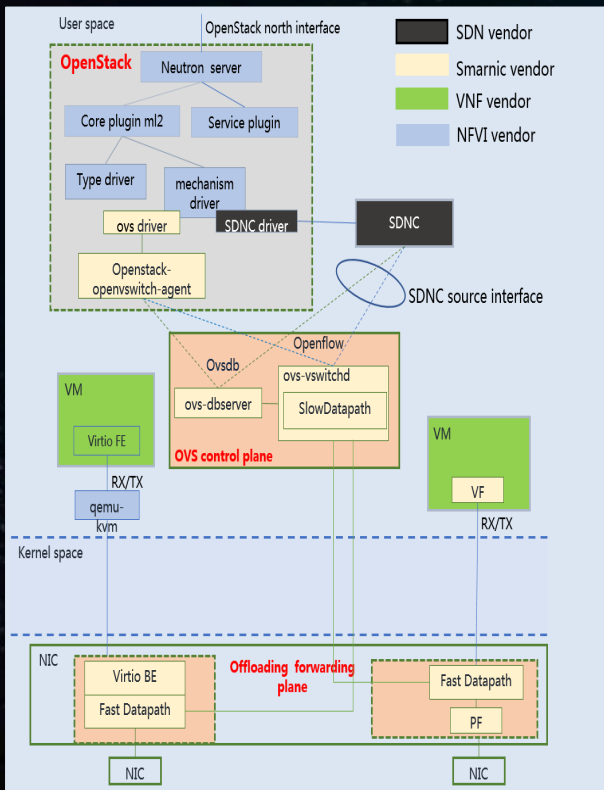 User space
OpenStack north interface
OpenStack
Neutron server
Core plugin ml2
Service plugin
Type driver
mechanism
driver
ovs driver
SDNC driver
Openstack-
openvswitch-agent
SDN vendor
Smarnic vendor
VNF vendor
NFVI vendor
SDNC
SDNC source interface
Openflow
Ovsdb
ovs-vswitchd
ovs-dbserver
SlowDatapath
OVS control plane
VM
Virtio FE
RX/TX
qemu-
kvm
VM
VF
RX/TX
Kernel space
NIC
Virtio BE
Fast Datapath
Offloading forwarding
plane
Fast Datapath
PF
NIC
NIC